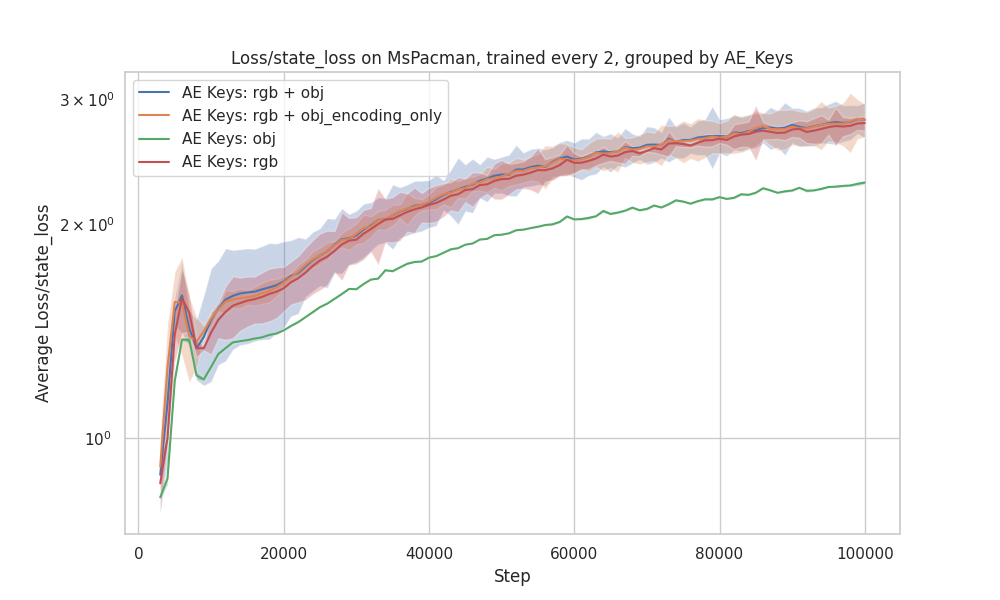 Loss/state_loss on MsPacman, trained every 2, grouped by AE_Keys
AE Keys: rgb + obj
AE Keys: rgb + obj_encoding_only
AE Keys: obj
AE Keys: rgb
3 × 10⁰
2 × 10⁰
10⁰
Average Loss/state_loss
0 20000 40000 60000 80000 100000
Step